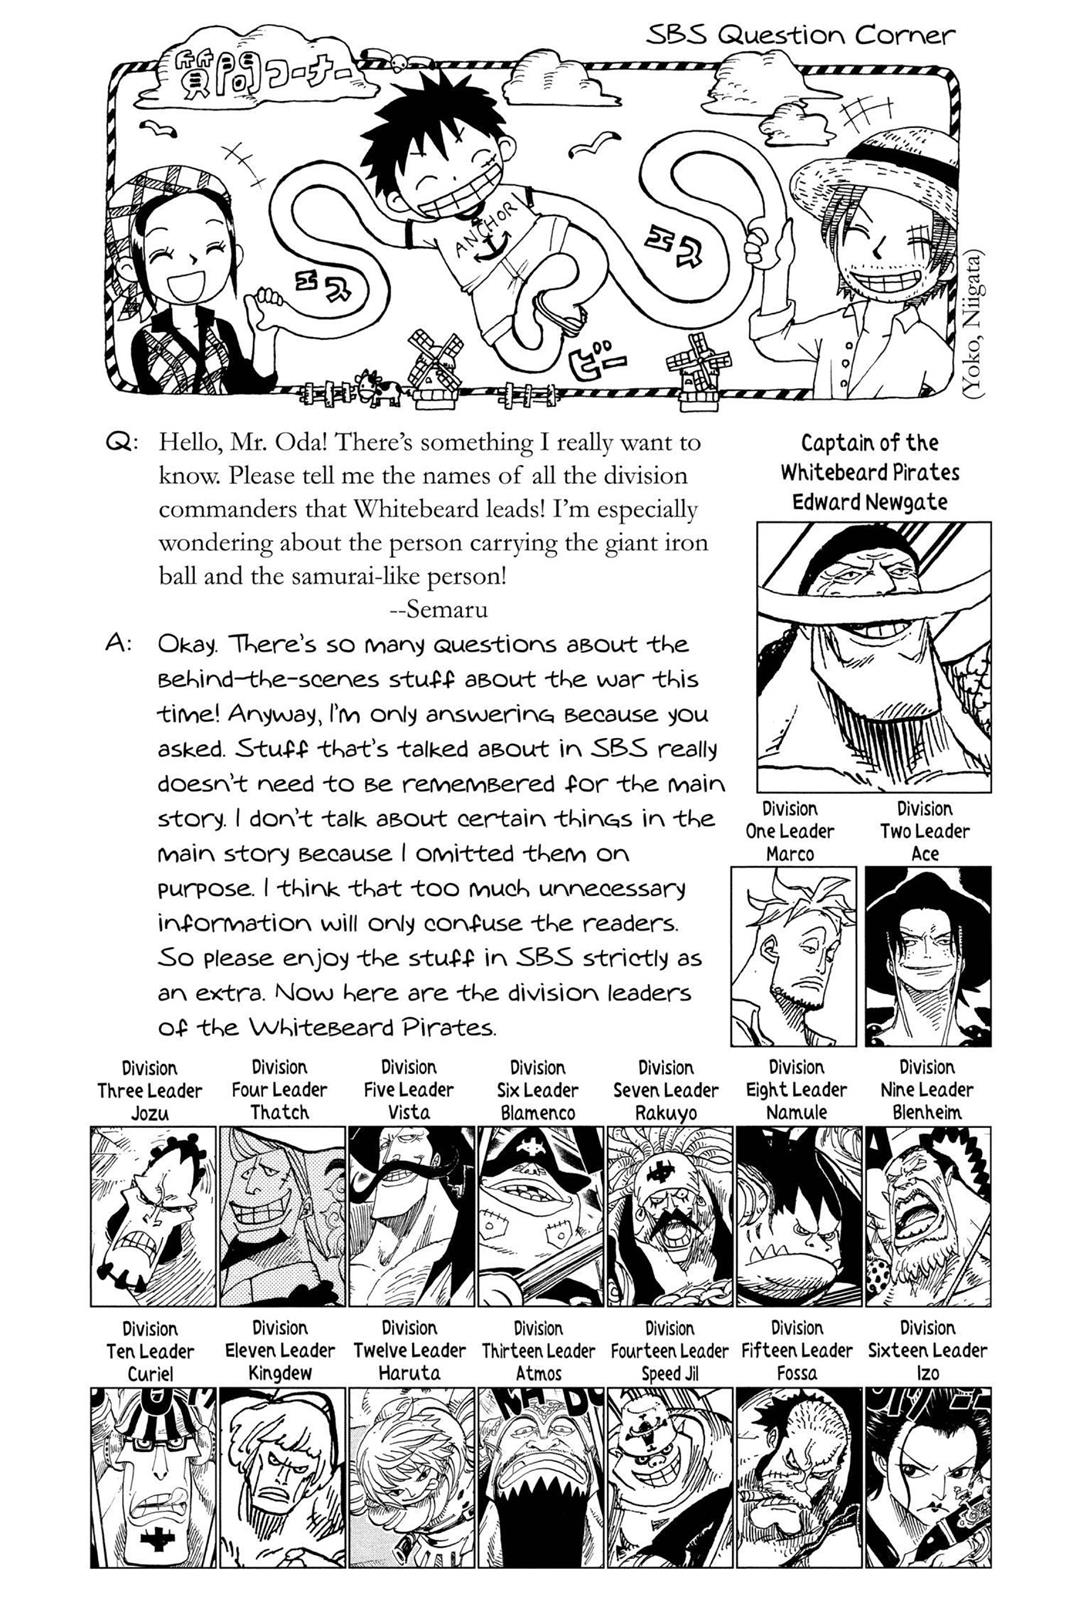 SBS Question Corner
質問コーナー
ANCHOR!
エス
エス
ビー
(Yoko, Niigata)
Q: Hello, Mr. Oda! There's something I really want to
know. Please tell me the names of all the division
commanders that Whitebeard leads! I'm especially
wondering about the person carrying the giant iron
ball and the samurai-like person!
--Semaru
A: Okay. There's so many questions about the
behind-the-scenes stuff about the war this
time! Anyway, I'm only answering because you
asked. Stuff that's talked about in SBS really
doesn't need to be remembered for the main
story. I don't talk about certain things in the
main story because I omitted them on
purpose. I think that too much unnecessary
information will only confuse the readers.
So please enjoy the stuff in SBS strictly as
an extra. Now here are the division leaders
of the Whitebeard Pirates.
Captain of the
Whitebeard Pirates
Edward Newgate
Division
One Leader
Marco
Division
Two Leader
Ace
Division
Three Leader
Jozu
Division
Four Leader
Thatch
Division
Five Leader
Vista
Division
Six Leader
Blamenco
Division
Seven Leader
Rakuyo
Division
Eight Leader
Namule
Division
Nine Leader
Blenheim
Division
Ten Leader
Curiel
Division
Eleven Leader
Kingdew
Division
Twelve Leader
Haruta
Division
Thirteen Leader
Atmos
Division
Fourteen Leader
Speed Jil
Division
Fifteen Leader
Fossa
Division
Sixteen Leader
Izo